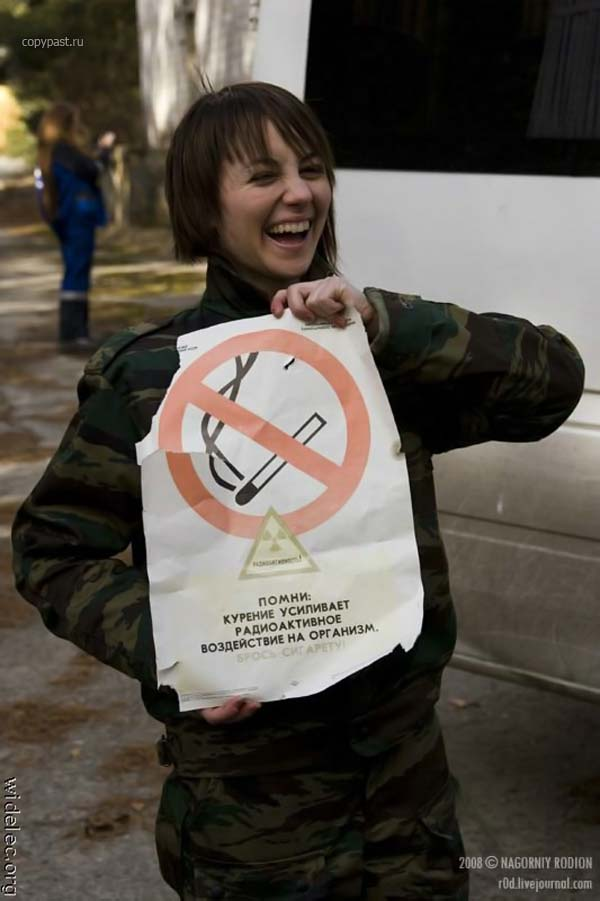 copypast.ru
РАДИОАКТИВНОСТЬ!
ПОМНИ:
КУРЕНИЕ УСИЛИВАЕТ
РАДИОАКТИВНОЕ
ВОЗДЕЙСТВИЕ НА ОРГАНИЗМ.
БРОСЬ СИГАРЕТУ!
widelec.org
2008 © NAGORNIY RODION
r0d.livejournal.com